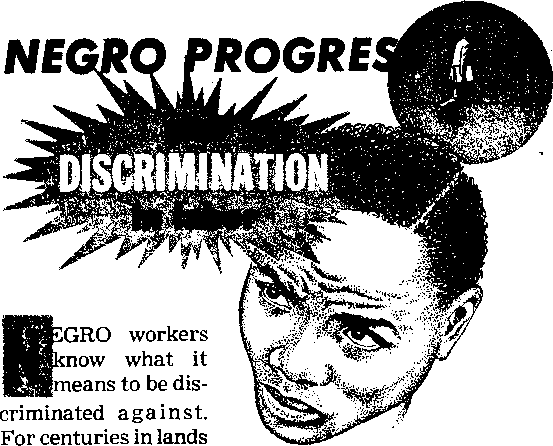 NEGRO PROGRES
DISCRIMINATION
NEGRO workers
know what it
means to be dis-
criminated against.
For centuries in lands